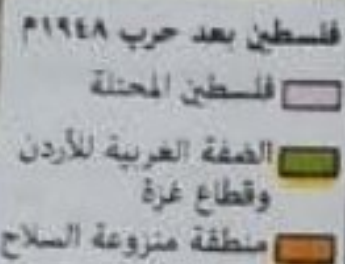 فلسطين بعد حرب ١٩٤٨م
فلسطين المحتلة
الضفة الغربية للأردن
وقطاع غزة
منطقة منزوعة السلاح